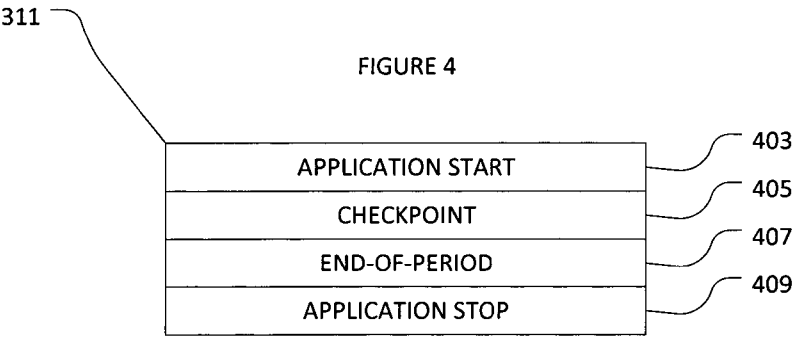 311
FIGURE 4
APPLICATION START
403
CHECKPOINT
405
END-OF-PERIOD
407
APPLICATION STOP
409